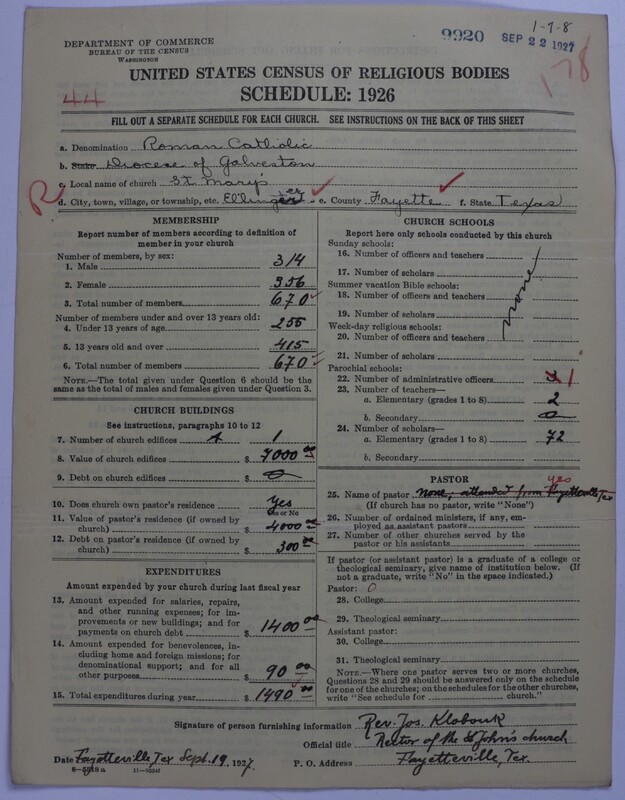 1-7-8
9920 SEP 22 1927
178
DEPARTMENT OF COMMERCE
BUREAU OF THE CENSUS
WASHINGTON
UNITED STATES CENSUS OF RELIGIOUS BODIES
44
SCHEDULE: 1926
FILL OUT A SEPARATE SCHEDULE FOR EACH CHURCH. SEE INSTRUCTIONS ON THE BACK OF THIS SHEET
a. Denomination Roman Catholic
b. State Diocese of Galveston
R
c. Local name of church St. Mary's
d. City, town, village, or township, etc. Ellinger e. County Fayette f. State Texas
MEMBERSHIP
Report number of members according to definition of
member in your church
Number of members, by sex:
1. Male 314
2. Female 356
3. Total number of members 670
Number of members under and over 13 years old:
4. Under 13 years of age 255
5. 13 years old and over 415
6. Total number of members 670
NOTE.—The total given under Question 6 should be
the same as the total of males and females given under Question 3.
CHURCH BUILDINGS
See instructions, paragraphs 10 to 12
7. Number of church edifices 1
8. Value of church edifices $ 7000 00
9. Debt on church edifices $ 0
10. Does church own pastor's residence Yes
Yes or No
11. Value of pastor's residence (if owned by
church) $ 4000 00
12. Debt on pastor's residence (if owned by
church) $ 300 00
EXPENDITURES
Amount expended by your church during last fiscal year
13. Amount expended for salaries, repairs,
and other running expenses; for im-
provements or new buildings; and for
payments on church debt $ 1400 00
14. Amount expended for benevolences, in-
cluding home and foreign missions; for
denominational support; and for all
other purposes $ 90 00
15. Total expenditures during year $ 1490 00
CHURCH SCHOOLS
Report here only schools conducted by this church
Sunday schools:
16. Number of officers and teachers
17. Number of scholars
Summer vacation Bible schools:
18. Number of officers and teachers
none
19. Number of scholars
Week-day religious schools:
20. Number of officers and teachers
21. Number of scholars
Parochial schools:
22. Number of administrative officers 1
23. Number of teachers—
a. Elementary (grades 1 to 8) 2
b. Secondary 0
24. Number of scholars—
a. Elementary (grades 1 to 8) 72
b. Secondary
PASTOR
yes
25. Name of pastor none, attended from Fayetteville, Tex
(If church has no pastor, write "None")
26. Number of ordained ministers, if any, em-
ployed as assistant pastors
27. Number of other churches served by the
pastor or his assistants
If pastor (or assistant pastor) is a graduate of a college or
theological seminary, give name of institution below. (If
not a graduate, write "No" in the space indicated.)
Pastor: 0
28. College
29. Theological seminary
Assistant pastor:
30. College
31. Theological seminary
NOTE.—Where one pastor serves two or more churches,
Questions 28 and 29 should be answered only on the schedule
for one of the churches; on the schedules for the other churches,
write "See schedule for church."
Signature of person furnishing information Rev. Jos. Klobouk
Official title Rector of the St John's church
Date Fayetteville, Tex Sept. 19, 1927. P. O. Address Fayetteville, Tex.